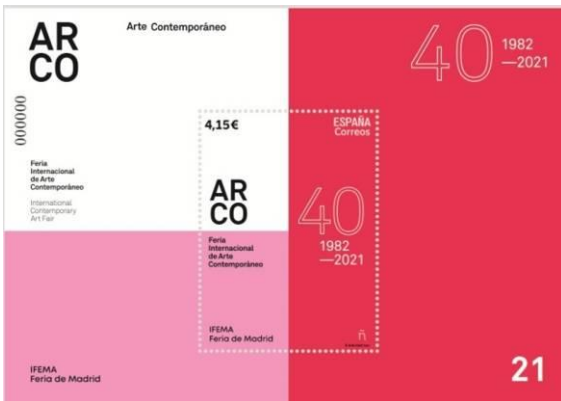 AR
CO
Arte Contemporáneo
40
1982
—2021
000000
Feria
Internacional
de Arte
Contemporáneo
International
Contemporary
Art Fair
4,15€
ESPAÑA
Correos
AR
CO
40
1982
—2021
Feria
Internacional
de Arte
Contemporáneo
IFEMA
Feria de Madrid
ñ
IFEMA
Feria de Madrid
21